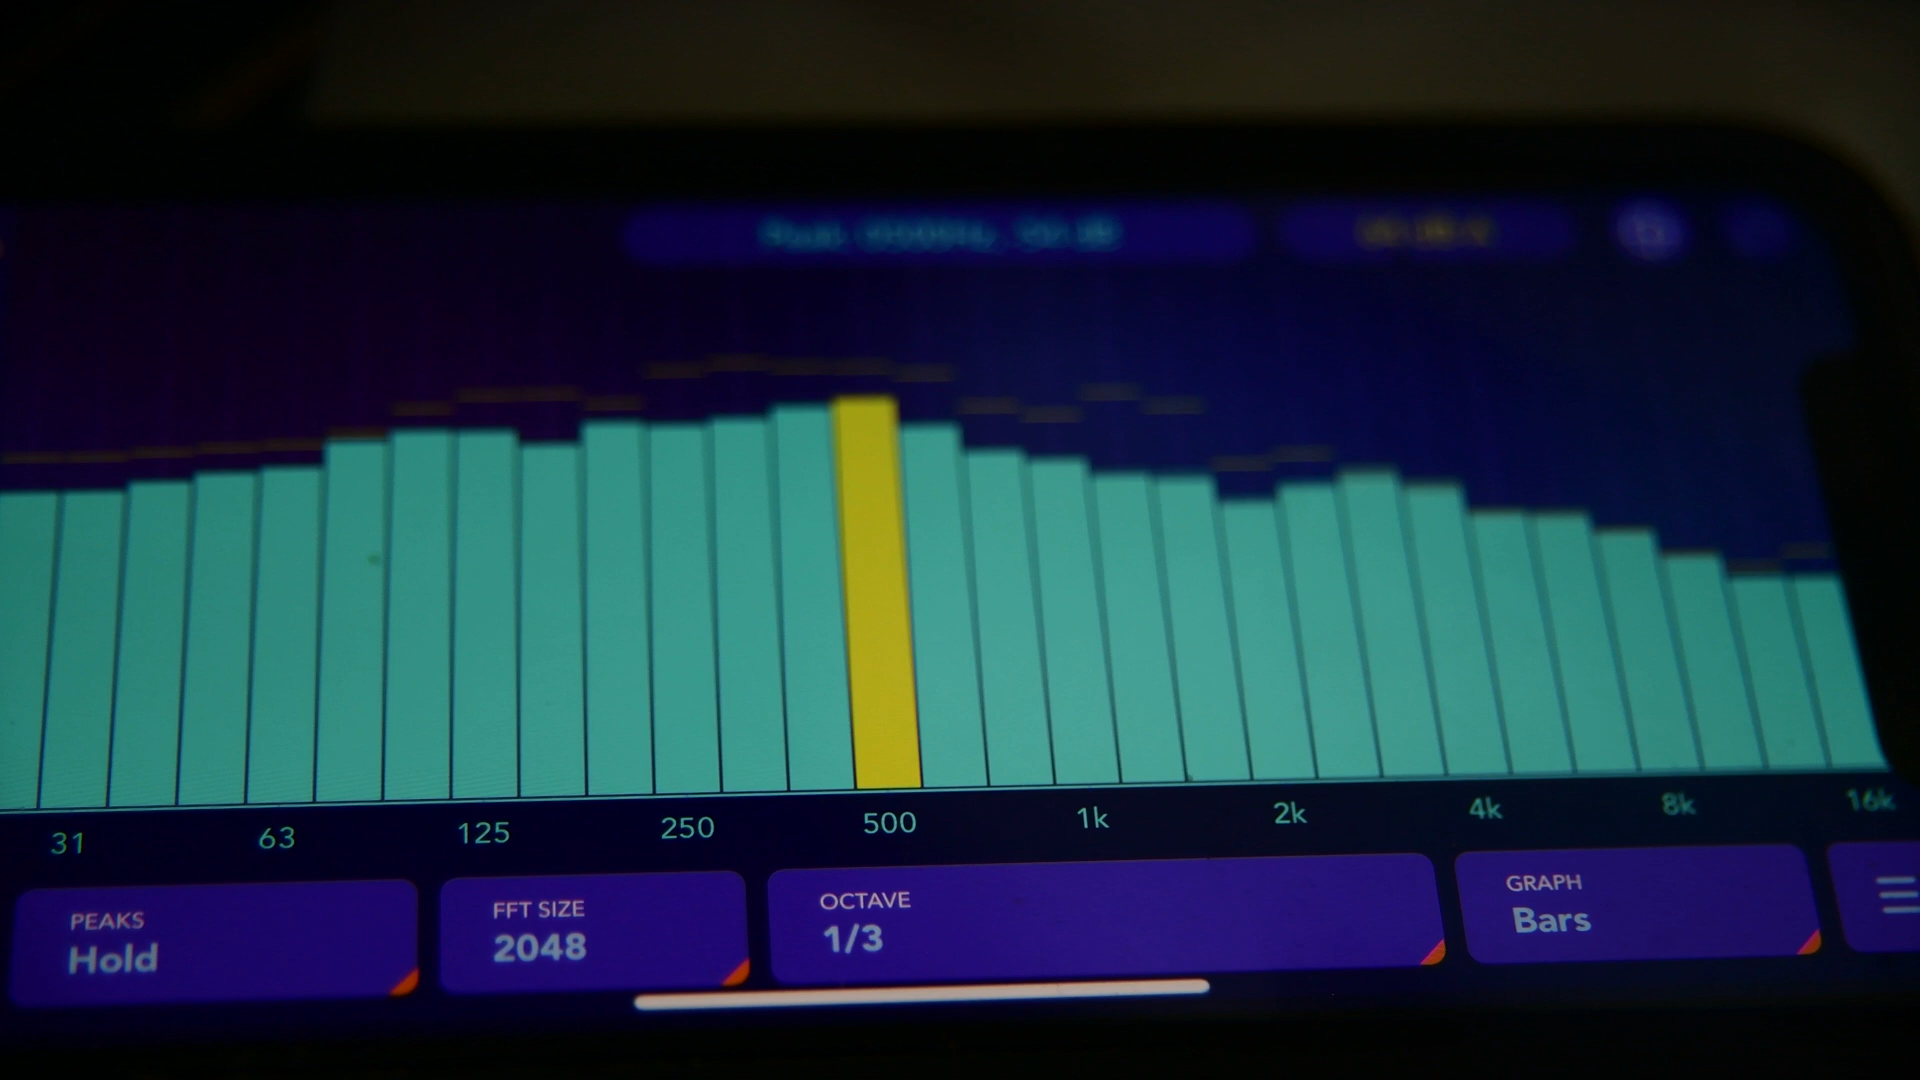 31 63 125 250 500 1k 2k 4k 8k 16k
PEAKS FFT SIZE OCTAVE GRAPH
Hold 2048 1/3 Bars